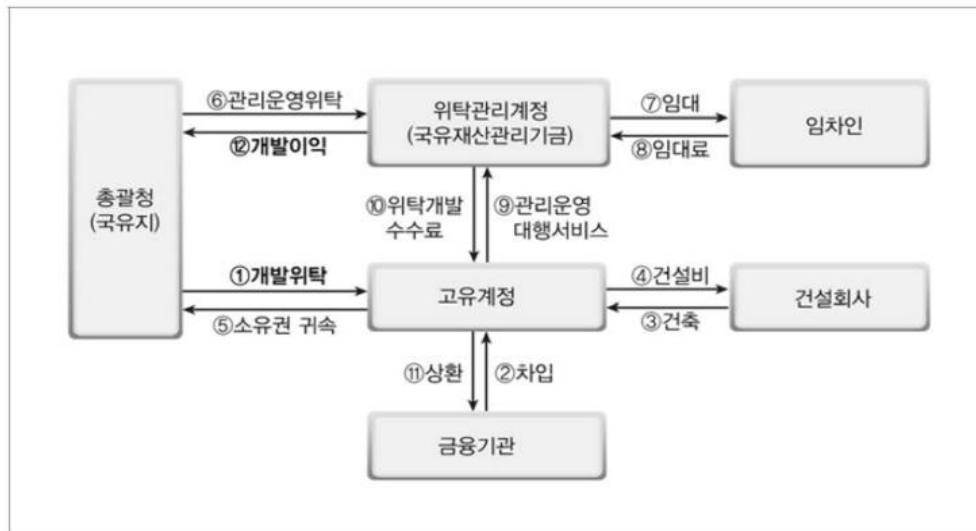 ⑥관리운영위탁
⑫개발이익
위탁관리계정
(국유재산관리기금)
⑦임대
⑧임대료
임차인
총괄청
(국유지)
⑩위탁개발
수수료
⑨관리운영
대행서비스
①개발위탁
⑤소유권 귀속
고유계정
④건설비
③건축
건설회사
⑪상환
②차입
금융기관